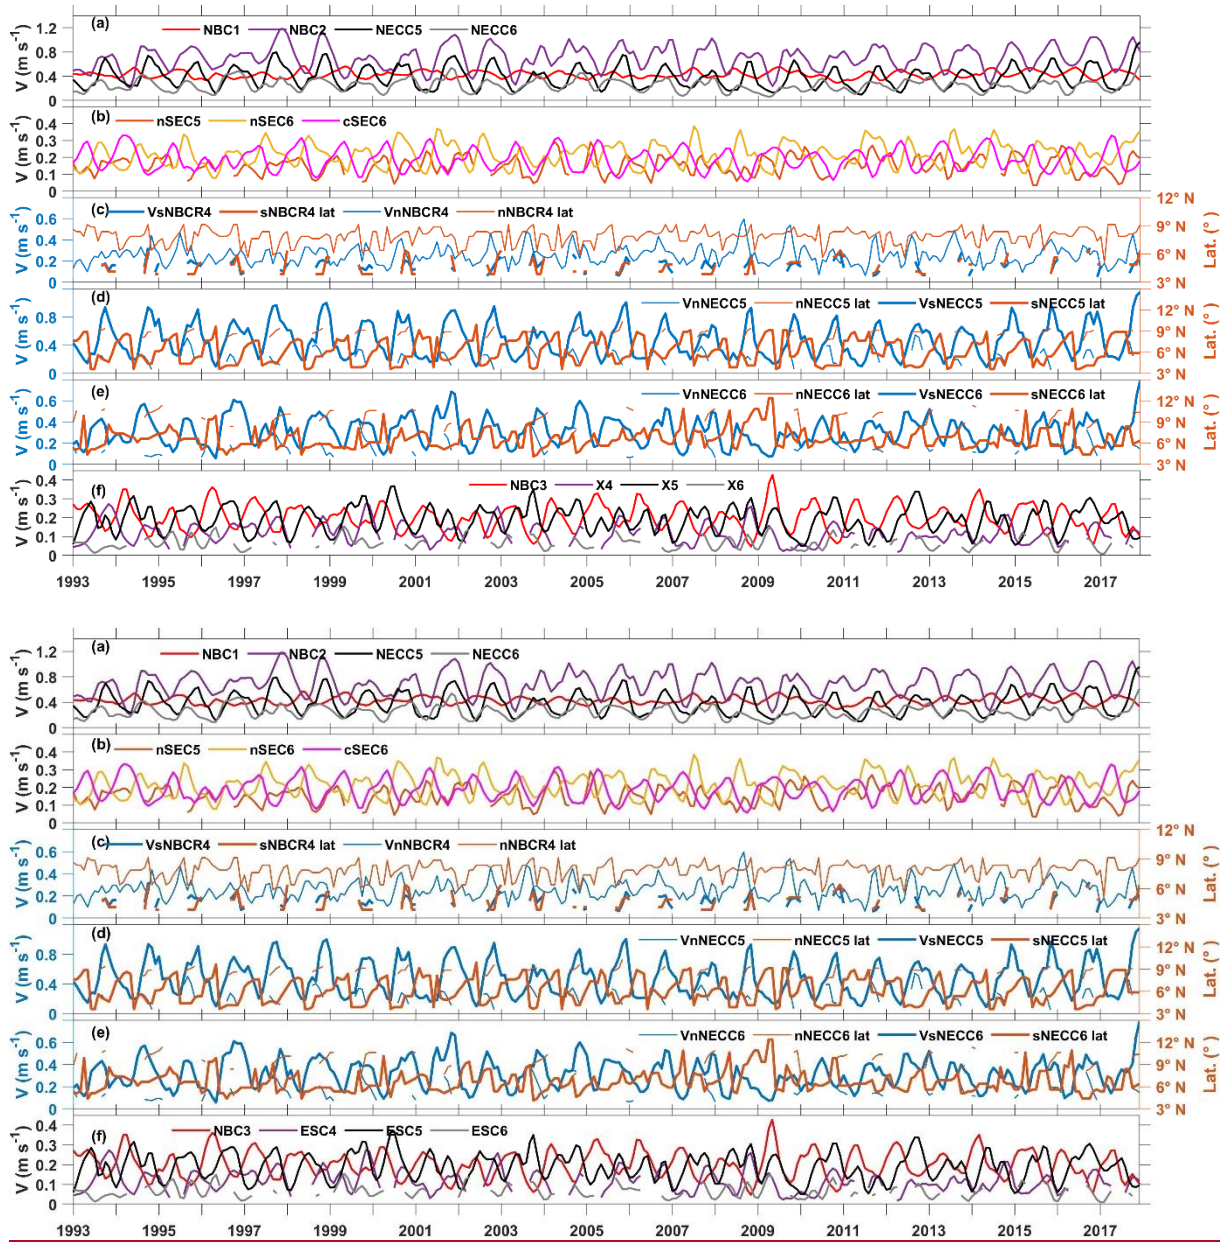 (a) NBC1 NBC2 NECC5 NECC6
V (m s-1)
1.2
0.8
0.4
0
(b) nSEC5 nSEC6 cSEC6
V (m s-1)
0.4
0.3
0.2
0.1
0
(c) VsNBCR4 sNBCR4 lat VnNBCR4 nNBCR4 lat
V (m s-1)
0.6
0.4
0.2
0
12° N
9° N
6° N
3° N
Lat. (°)
(d) VnNECC5 nNECC5 lat VsNECC5 sNECC5 lat
V (m s-1)
0.8
0.4
0
12° N
9° N
6° N
3° N
Lat. (°)
(e) VnNECC6 nNECC6 lat VsNECC6 sNECC6 lat
V (m s-1)
0.6
0.4
0.2
0
12° N
9° N
6° N
3° N
Lat. (°)
(f) NBC3 X4 X5 X6
V (m s-1)
0.4
0.3
0.2
0.1
0
1993 1995 1997 1999 2001 2003 2005 2007 2009 2011 2013 2015 2017
(a) NBC1 NBC2 NECC5 NECC6
V (m s-1)
1.2
0.8
0.4
0
(b) nSEC5 nSEC6 cSEC6
V (m s-1)
0.4
0.3
0.2
0.1
0
(c) VsNBCR4 sNBCR4 lat VnNBCR4 nNBCR4 lat
V (m s-1)
0.6
0.4
0.2
0
12° N
9° N
6° N
3° N
Lat. (°)
(d) VnNECC5 nNECC5 lat VsNECC5 sNECC5 lat
V (m s-1)
0.8
0.4
0
12° N
9° N
6° N
3° N
Lat. (°)
(e) VnNECC6 nNECC6 lat VsNECC6 sNECC6 lat
V (m s-1)
0.6
0.4
0.2
0
12° N
9° N
6° N
3° N
Lat. (°)
(f) NBC3 ESC4 ESC5 ESC6
V (m s-1)
0.4
0.3
0.2
0.1
0
1993 1995 1997 1999 2001 2003 2005 2007 2009 2011 2013 2015 2017